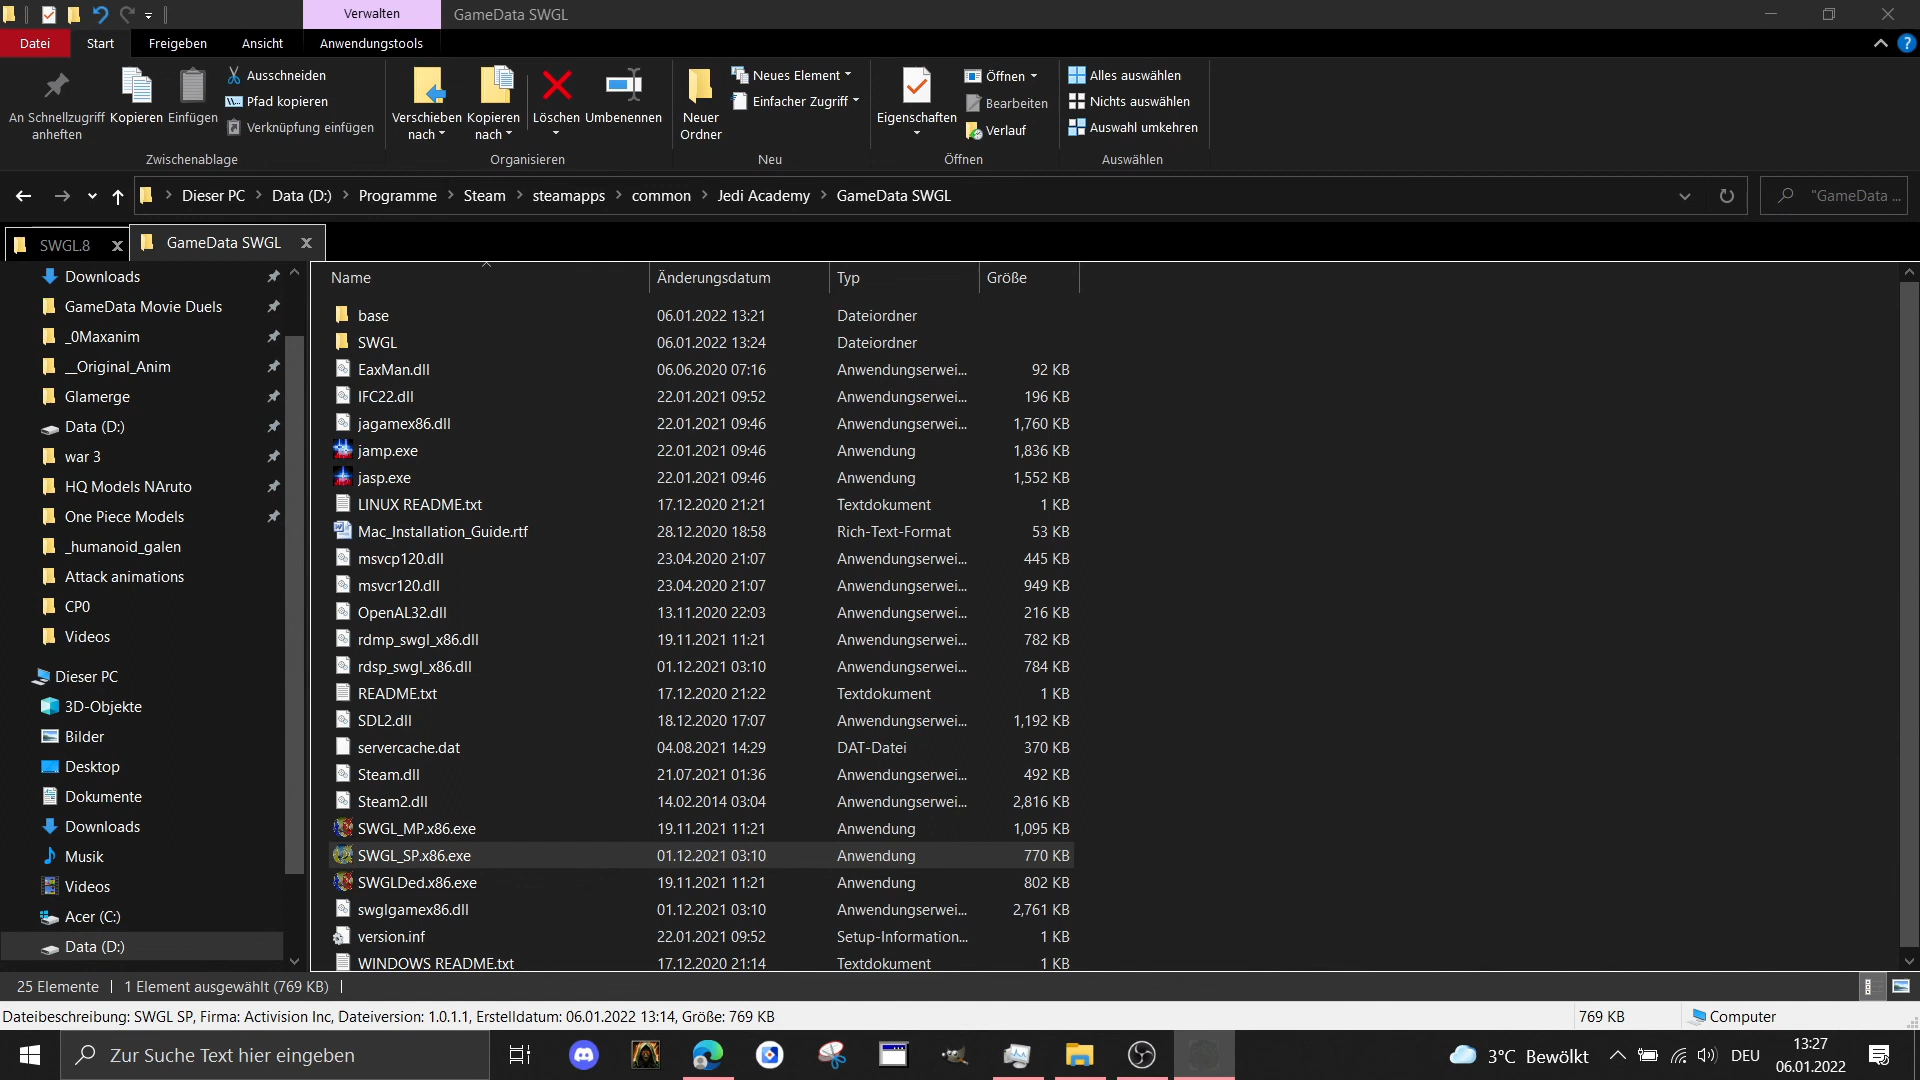 Verwalten
GameData SWGL
Datei
Start
Freigeben
Ansicht
Anwendungstools
An Schnellzugriff
anheften
Kopieren
Einfügen
Ausschneiden
Pfad kopieren
Verknüpfung einfügen
Zwischenablage
Verschieben
nach
Kopieren
nach
Löschen
Umbenennen
Organisieren
Neuer
Ordner
Neues Element
Einfacher Zugriff
Neu
Eigenschaften
Öffnen
Bearbeiten
Verlauf
Öffnen
Alles auswählen
Nichts auswählen
Auswahl umkehren
Auswählen
Dieser PC > Data (D:) > Programme > Steam > steamapps > common > Jedi Academy > GameData SWGL
"GameData ...
SWGL.8
GameData SWGL
Downloads
GameData Movie Duels
_0Maxanim
__Original_Anim
Glamerge
Data (D:)
war 3
HQ Models NAruto
One Piece Models
_humanoid_galen
Attack animations
CP0
Videos
Dieser PC
3D-Objekte
Bilder
Desktop
Dokumente
Downloads
Musik
Videos
Acer (C:)
Data (D:)
Name Änderungsdatum Typ Größe
base 06.01.2022 13:21 Dateiordner
SWGL 06.01.2022 13:24 Dateiordner
EaxMan.dll 06.06.2020 07:16 Anwendungserwei... 92 KB
IFC22.dll 22.01.2021 09:52 Anwendungserwei... 196 KB
jagamex86.dll 22.01.2021 09:46 Anwendungserwei... 1,760 KB
jamp.exe 22.01.2021 09:46 Anwendung 1,836 KB
jasp.exe 22.01.2021 09:46 Anwendung 1,552 KB
LINUX README.txt 17.12.2020 21:21 Textdokument 1 KB
Mac_Installation_Guide.rtf 28.12.2020 18:58 Rich-Text-Format 53 KB
msvcp120.dll 23.04.2020 21:07 Anwendungserwei... 445 KB
msvcr120.dll 23.04.2020 21:07 Anwendungserwei... 949 KB
OpenAL32.dll 13.11.2020 22:03 Anwendungserwei... 216 KB
rdmp_swgl_x86.dll 19.11.2021 11:21 Anwendungserwei... 782 KB
rdsp_swgl_x86.dll 01.12.2021 03:10 Anwendungserwei... 784 KB
README.txt 17.12.2020 21:22 Textdokument 1 KB
SDL2.dll 18.12.2020 17:07 Anwendungserwei... 1,192 KB
servercache.dat 04.08.2021 14:29 DAT-Datei 370 KB
Steam.dll 21.07.2021 01:36 Anwendungserwei... 492 KB
Steam2.dll 14.02.2014 03:04 Anwendungserwei... 2,816 KB
SWGL_MP.x86.exe 19.11.2021 11:21 Anwendung 1,095 KB
SWGL_SP.x86.exe 01.12.2021 03:10 Anwendung 770 KB
SWGLDed.x86.exe 19.11.2021 11:21 Anwendung 802 KB
swglgamex86.dll 01.12.2021 03:10 Anwendungserwei... 2,761 KB
version.inf 22.01.2021 09:52 Setup-Information... 1 KB
WINDOWS README.txt 17.12.2020 21:14 Textdokument 1 KB
25 Elemente 1 Element ausgewählt (769 KB)
Dateibeschreibung: SWGL SP, Firma: Activision Inc, Dateiversion: 1.0.1.1, Erstelldatum: 06.01.2022 13:14, Größe: 769 KB
769 KB
Computer
Zur Suche Text hier eingeben
3°C Bewölkt
DEU
13:27
06.01.2022